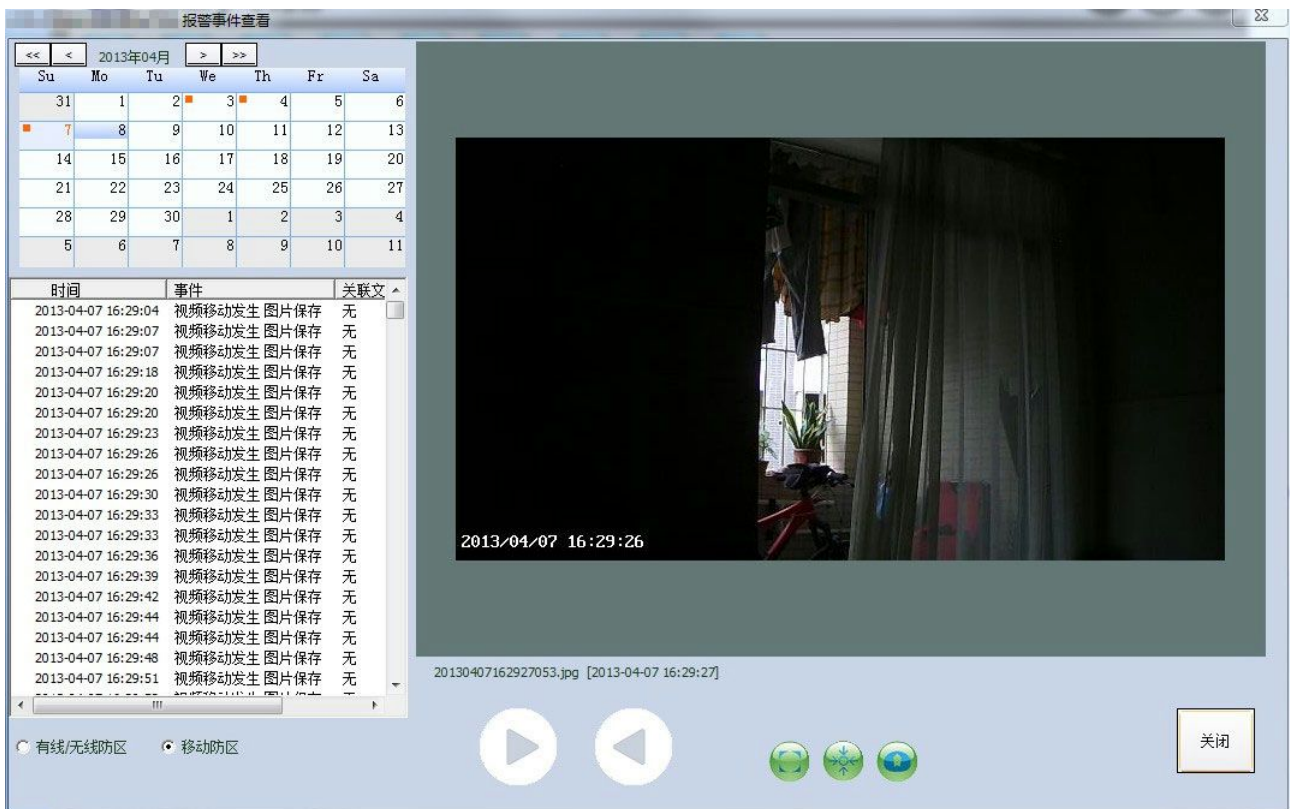 报警事件查看
<< < 2013年04月 > >>
Su Mo Tu We Th Fr Sa
31 1 2 3 4 5 6
7 8 9 10 11 12 13
14 15 16 17 18 19 20
21 22 23 24 25 26 27
28 29 30 1 2 3 4
5 6 7 8 9 10 11
时间 事件 关联文
2013-04-07 16:29:04 视频移动发生 图片保存 无
2013-04-07 16:29:07 视频移动发生 图片保存 无
2013-04-07 16:29:07 视频移动发生 图片保存 无
2013-04-07 16:29:18 视频移动发生 图片保存 无
2013-04-07 16:29:20 视频移动发生 图片保存 无
2013-04-07 16:29:20 视频移动发生 图片保存 无
2013-04-07 16:29:23 视频移动发生 图片保存 无
2013-04-07 16:29:26 视频移动发生 图片保存 无
2013-04-07 16:29:26 视频移动发生 图片保存 无
2013-04-07 16:29:30 视频移动发生 图片保存 无
2013-04-07 16:29:33 视频移动发生 图片保存 无
2013-04-07 16:29:33 视频移动发生 图片保存 无
2013-04-07 16:29:36 视频移动发生 图片保存 无
2013-04-07 16:29:39 视频移动发生 图片保存 无
2013-04-07 16:29:42 视频移动发生 图片保存 无
2013-04-07 16:29:44 视频移动发生 图片保存 无
2013-04-07 16:29:44 视频移动发生 图片保存 无
2013-04-07 16:29:48 视频移动发生 图片保存 无
2013-04-07 16:29:51 视频移动发生 图片保存 无
有线/无线防区 移动防区
2013/04/07 16:29:26
20130407162927053.jpg [2013-04-07 16:29:27]
关闭